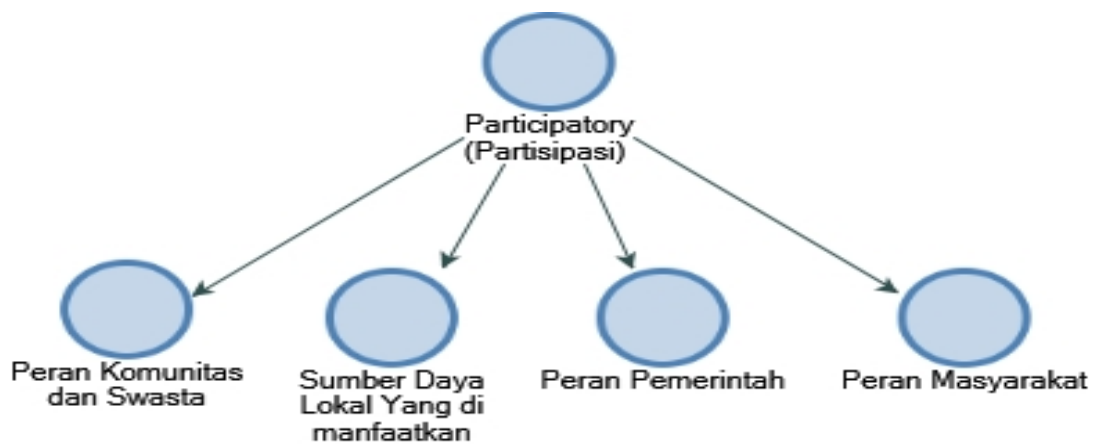 Participatory
(Partisipasi)
Peran Komunitas
dan Swasta
Sumber Daya
Lokal Yang di
manfaatkan
Peran Pemerintah
Peran Masyarakat